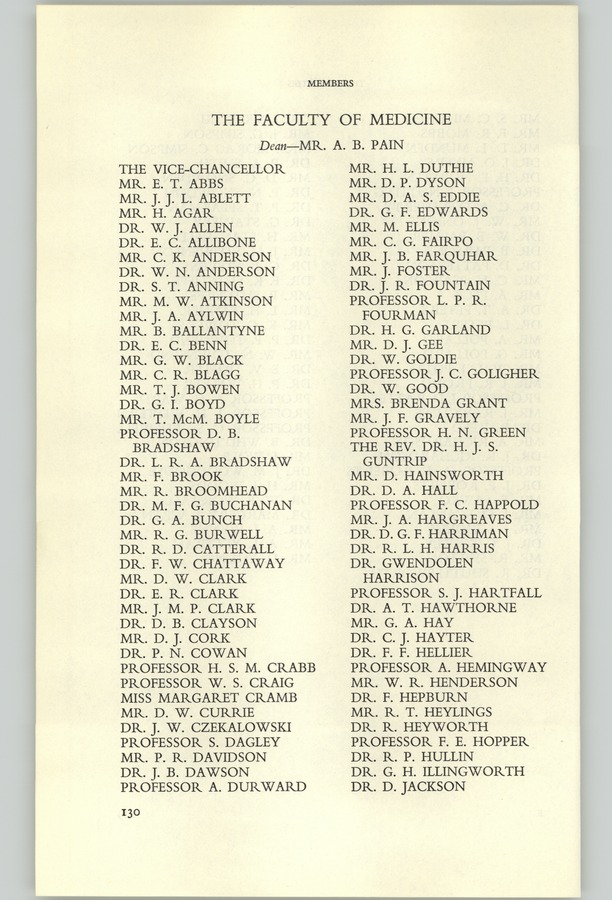 MEMBERS
THE FACULTY OF MEDICINE
Dean—MR. A. B. PAIN
THE VICE-CHANCELLOR
MR. E. T. ABBS
MR. J. J. L. ABLETT
MR. H. AGAR
DR. W. J. ALLEN
DR. E. C. ALLIBONE
MR. C. K. ANDERSON
DR. W. N. ANDERSON
DR. S. T. ANNING
MR. M. W. ATKINSON
MR. J. A. AYLWIN
MR. B. BALLANTYNE
DR. E. C. BENN
MR. G. W. BLACK
MR. C. R. BLAGG
MR. T. J. BOWEN
DR. G. I. BOYD
MR. T. McM. BOYLE
PROFESSOR D. B.
BRADSHAW
DR. L. R. A. BRADSHAW
MR. F. BROOK
MR. R. BROOMHEAD
DR. M. F. G. BUCHANAN
DR. G. A. BUNCH
MR. R. G. BURWELL
DR. R. D. CATTERALL
DR. F. W. CHATTAWAY
MR. D. W. CLARK
DR. E. R. CLARK
MR. J. M. P. CLARK
DR. D. B. CLAYSON
MR. D. J. CORK
DR. P. N. COWAN
PROFESSOR H. S. M. CRABB
PROFESSOR W. S. CRAIG
MISS MARGARET CRAMB
MR. D. W. CURRIE
DR. J. W. CZEKALOWSKI
PROFESSOR S. DAGLEY
MR. P. R. DAVIDSON
DR. J. B. DAWSON
PROFESSOR A. DURWARD
MR. H. L. DUTHIE
MR. D. P. DYSON
MR. D. A. S. EDDIE
DR. G. F. EDWARDS
MR. M. ELLIS
MR. C. G. FAIRPO
MR. J. B. FARQUHAR
MR. J. FOSTER
DR. J. R. FOUNTAIN
PROFESSOR L. P. R.
FOURMAN
DR. H. G. GARLAND
MR. D. J. GEE
DR. W. GOLDIE
PROFESSOR J. C. GOLIGHER
DR. W. GOOD
MRS. BRENDA GRANT
MR. J. F. GRAVELY
PROFESSOR H. N. GREEN
THE REV. DR. H. J. S.
GUNTRIP
MR. D. HAINSWORTH
DR. D. A. HALL
PROFESSOR F. C. HAPPOLD
MR. J. A. HARGREAVES
DR. D. G. F. HARRIMAN
DR. R. L. H. HARRIS
DR. GWENDOLEN
HARRISON
PROFESSOR S. J. HARTFALL
DR. A. T. HAWTHORNE
MR. G. A. HAY
DR. C. J. HAYTER
DR. F. F. HELLIER
PROFESSOR A. HEMINGWAY
MR. W. R. HENDERSON
DR. F. HEPBURN
MR. R. T. HEYLINGS
DR. R. HEYWORTH
PROFESSOR F. E. HOPPER
DR. R. P. HULLIN
DR. G. H. ILLINGWORTH
DR. D. JACKSON
130